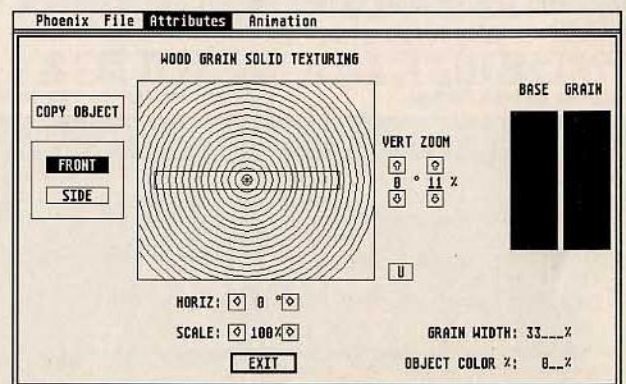 Phoenix File Attributes Animation
WOOD GRAIN SOLID TEXTURING
BASE GRAIN
COPY OBJECT
VERT ZOOM
FRONT
0 ° 11 %
SIDE
U
HORIZ: 0 °
SCALE: 100%
GRAIN WIDTH: 33___%
EXIT
OBJECT COLOR %: 0__%